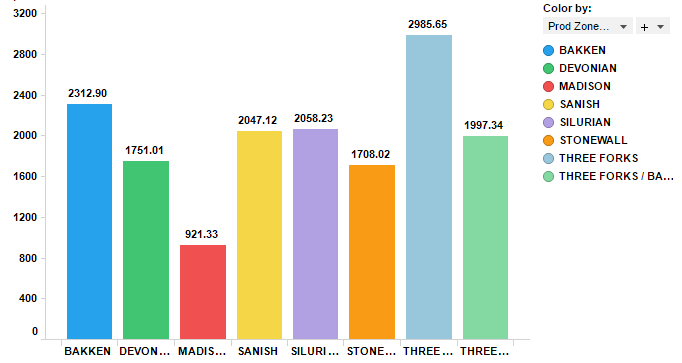 3200
2800
2400
2000
1600
1200
800
400
0
2312.90
1751.01
921.33
2047.12
2058.23
1708.02
2985.65
1997.34
BAKKEN
DEVON...
MADIS...
SANISH
SILURI...
STONE...
THREE...
THREE...
Color by:
Prod Zone...
+
BAKKEN
DEVONIAN
MADISON
SANISH
SILURIAN
STONEWALL
THREE FORKS
THREE FORKS / BA...